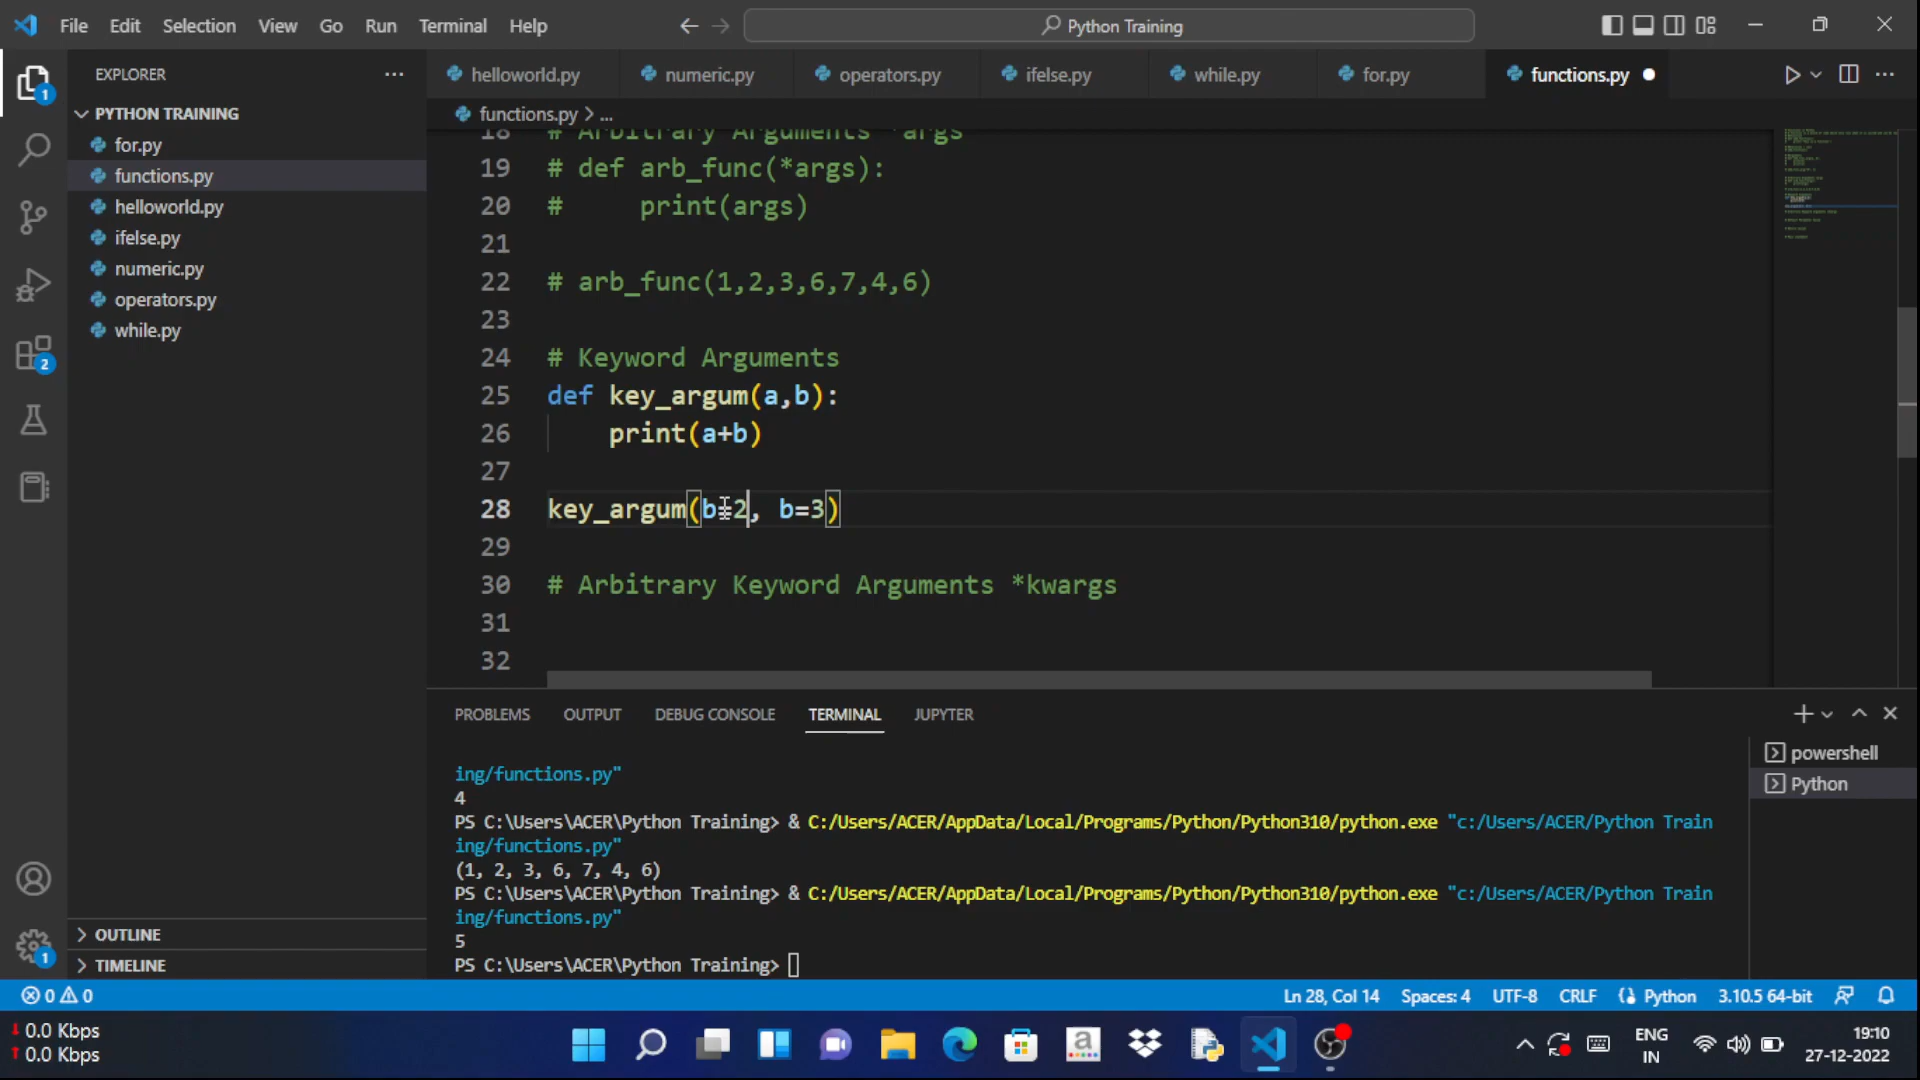 File Edit Selection View Go Run Terminal Help
Python Training
EXPLORER
helloworld.py numeric.py operators.py ifelse.py while.py for.py functions.py
PYTHON TRAINING
for.py
functions.py
helloworld.py
ifelse.py
numeric.py
operators.py
while.py
OUTLINE
TIMELINE
1
2
1
functions.py > ...
18 # Arbitrary Arguments *args
19 # def arb_func(*args):
20 #     print(args)
21
22 # arb_func(1,2,3,6,7,4,6)
23
24 # Keyword Arguments
25 def key_argum(a,b):
26     print(a+b)
27
28 key_argum(b=2, b=3)
29
30 # Arbitrary Keyword Arguments *kwargs
31
32
PROBLEMS OUTPUT DEBUG CONSOLE TERMINAL JUPYTER
powershell
Python
ing/functions.py"
4
PS C:\Users\ACER\Python Training> & C:/Users/ACER/AppData/Local/Programs/Python/Python310/python.exe "c:/Users/ACER/Python Train
ing/functions.py"
(1, 2, 3, 6, 7, 4, 6)
PS C:\Users\ACER\Python Training> & C:/Users/ACER/AppData/Local/Programs/Python/Python310/python.exe "c:/Users/ACER/Python Train
ing/functions.py"
5
PS C:\Users\ACER\Python Training>
0 0 Ln 28, Col 14 Spaces: 4 UTF-8 CRLF Python 3.10.5 64-bit
0.0 Kbps
0.0 Kbps
a
ENG
IN
19:10
27-12-2022